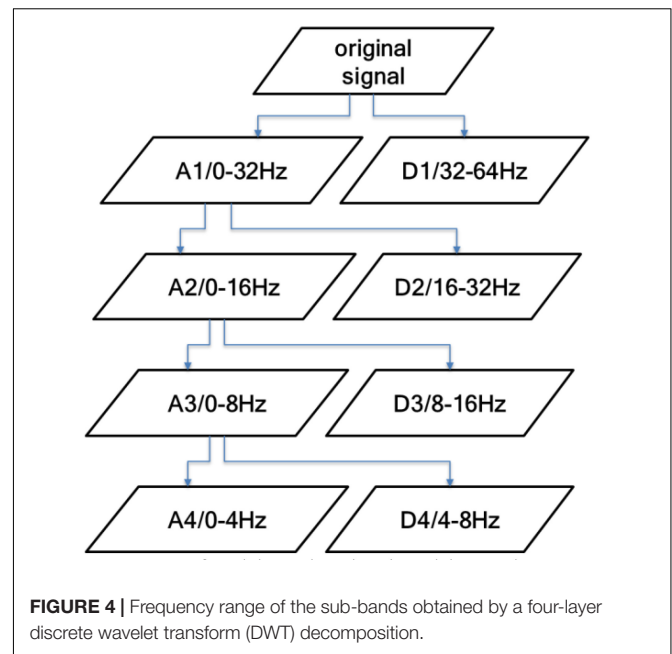 original
signal
A1/0-32Hz
D1/32-64Hz
A2/0-16Hz
D2/16-32Hz
A3/0-8Hz
D3/8-16Hz
A4/0-4Hz
D4/4-8Hz
FIGURE 4 | Frequency range of the sub-bands obtained by a four-layer
discrete wavelet transform (DWT) decomposition.